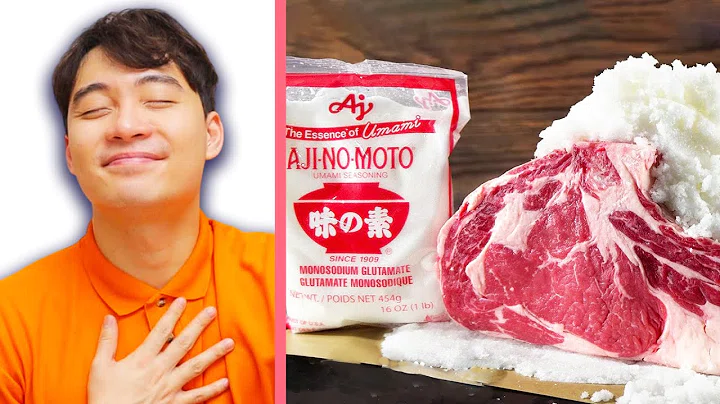 Aj
The Essence of Umami
AJI-NO-MOTO®
UMAMI SEASONING
味の素®
SINCE 1909
MONOSODIUM GLUTAMATE
GLUTAMATE MONOSODIQUE
NETWT. / POIDS NET 454g
16 OZ (1 lb)